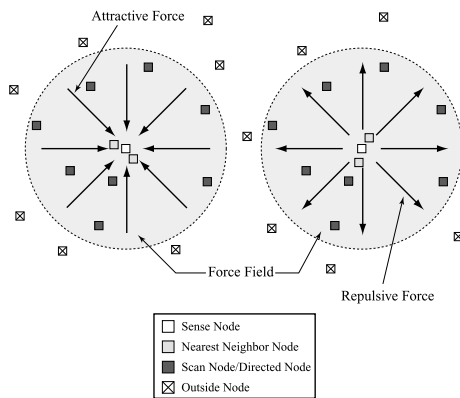 Attractive Force
Force Field
Repulsive Force
Sense Node
Nearest Neighbor Node
Scan Node/Directed Node
Outside Node